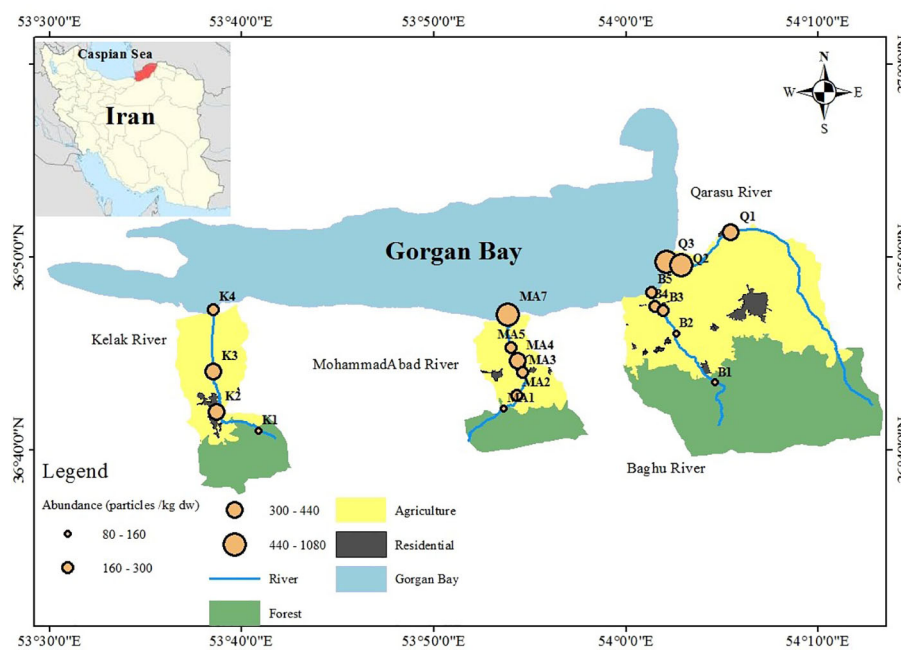 53°30'0"E 53°40'0"E 53°50'0"E 54°0'0"E 54°10'0"E
Caspian Sea
Iran
N
W E
S
Qarasu River
Q1
Gorgan Bay
Q3
Q2
36°50'0"N
B5
K4
MA7
B4
B3
Kelak River
MA5
MA4
B2
K3
MohammadAbad River
MA3
MA2
B1
K2
MA1
K1
36°40'0"N
Baghu River
Legend
Abundance (particles /kg dw)
80 - 160
160 - 300
300 - 440
440 - 1080
River
Forest
Agriculture
Residential
Gorgan Bay
53°30'0"E 53°40'0"E 53°50'0"E 54°0'0"E 54°10'0"E